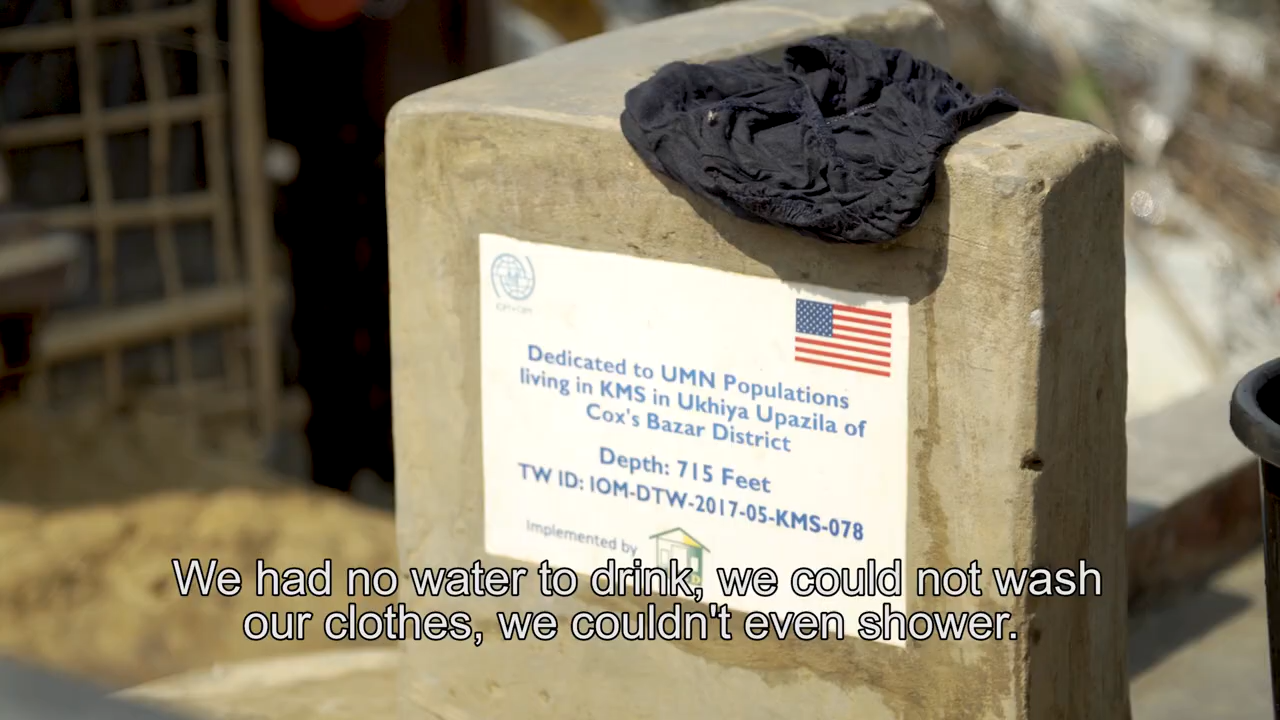 Dedicated to UMN Populations
living in KMS in Ukhiya Upazila of
Cox's Bazar District
Depth: 715 Feet
TW ID: IOM-DTW-2017-05-KMS-078
Implemented by
We had no water to drink, we could not wash
our clothes, we couldn't even shower.